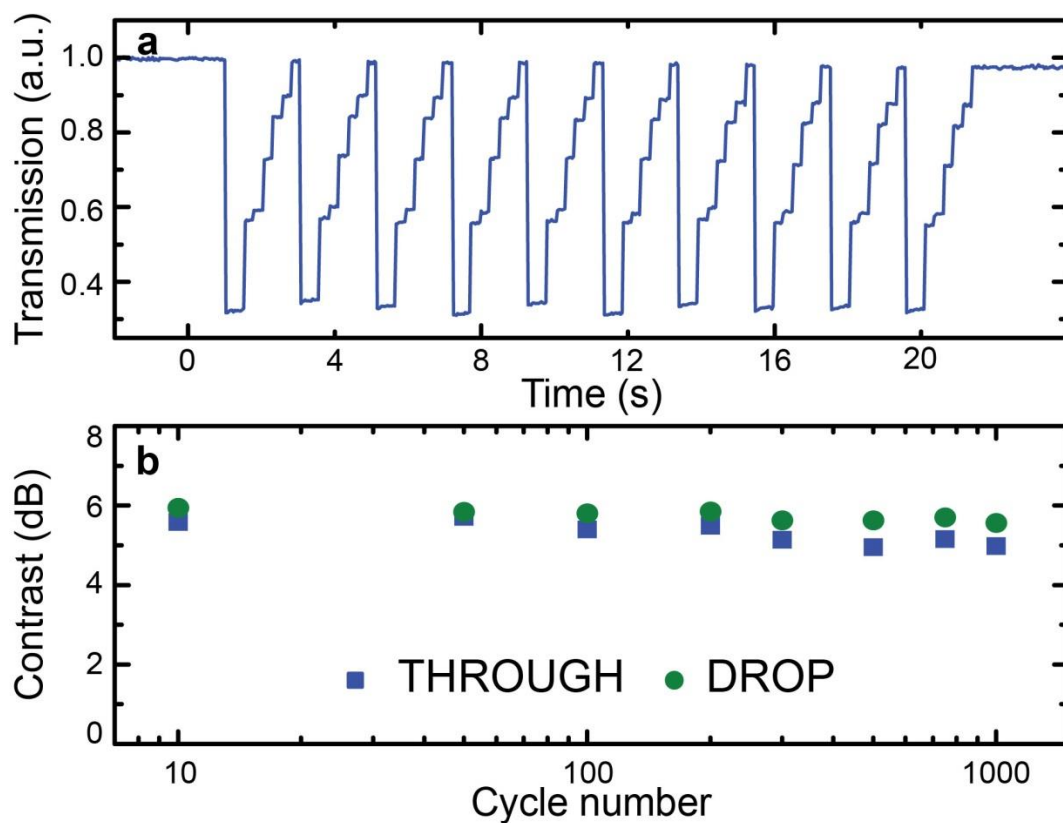 a
Transmission (a.u.)
1.0
0.8
0.6
0.4
0 4 8 12 16 20
Time (s)
b
Contrast (dB)
8
6
4
2
0
THROUGH DROP
10 100 1000
Cycle number